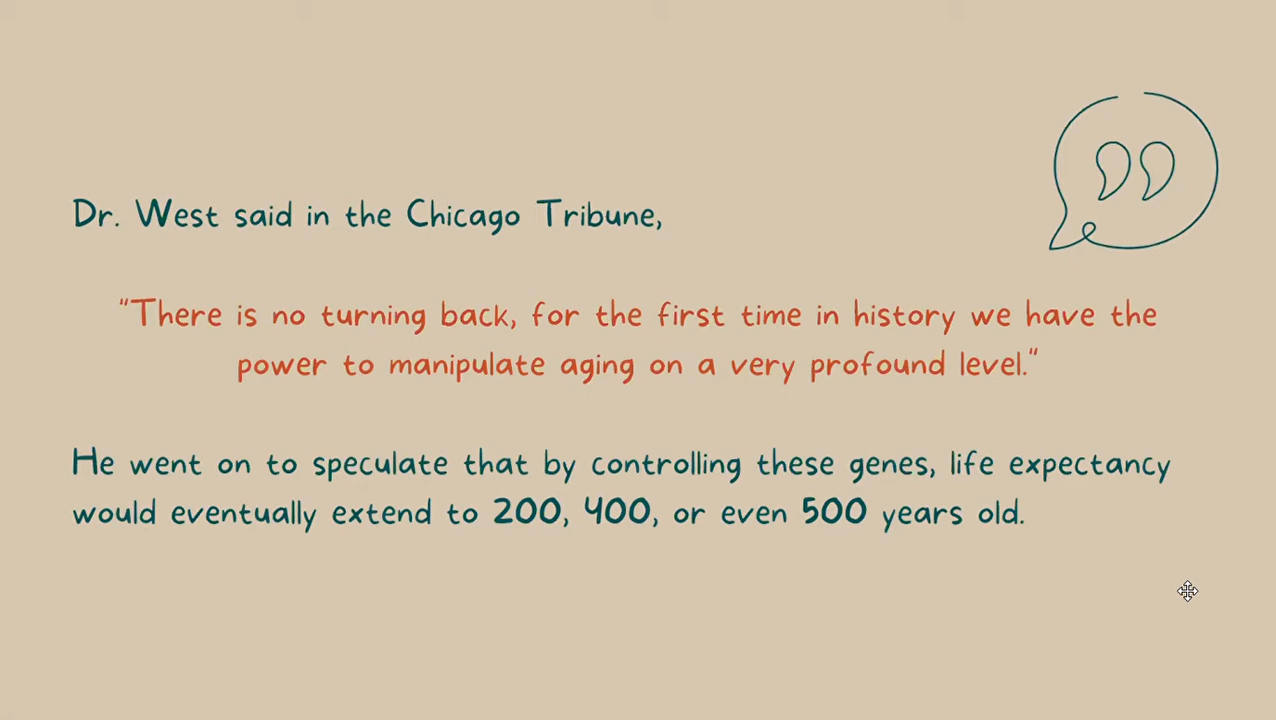 Dr. West said in the Chicago Tribune,
"There is no turning back, for the first time in history we have the
power to manipulate aging on a very profound level."
He went on to speculate that by controlling these genes, life expectancy
would eventually extend to 200, 400, or even 500 years old.